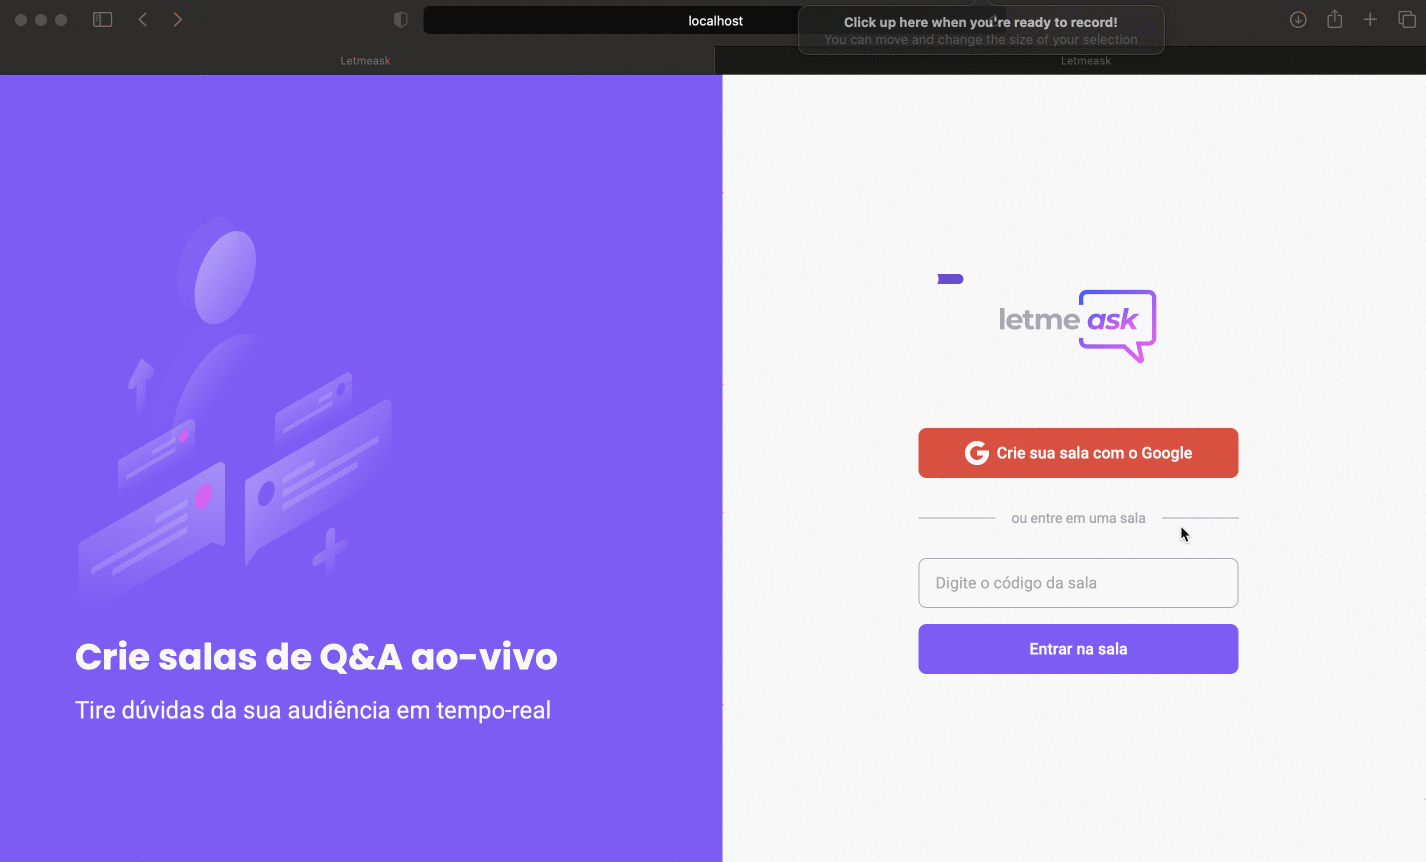 localhost
Click up here when you're ready to record!
You can move and change the size of your selection
Letmeask
Letmeask
letme ask
Crie sua sala com o Google
ou entre em uma sala
Digite o código da sala
Entrar na sala
Crie salas de Q&A ao-vivo
Tire dúvidas da sua audiência em tempo-real